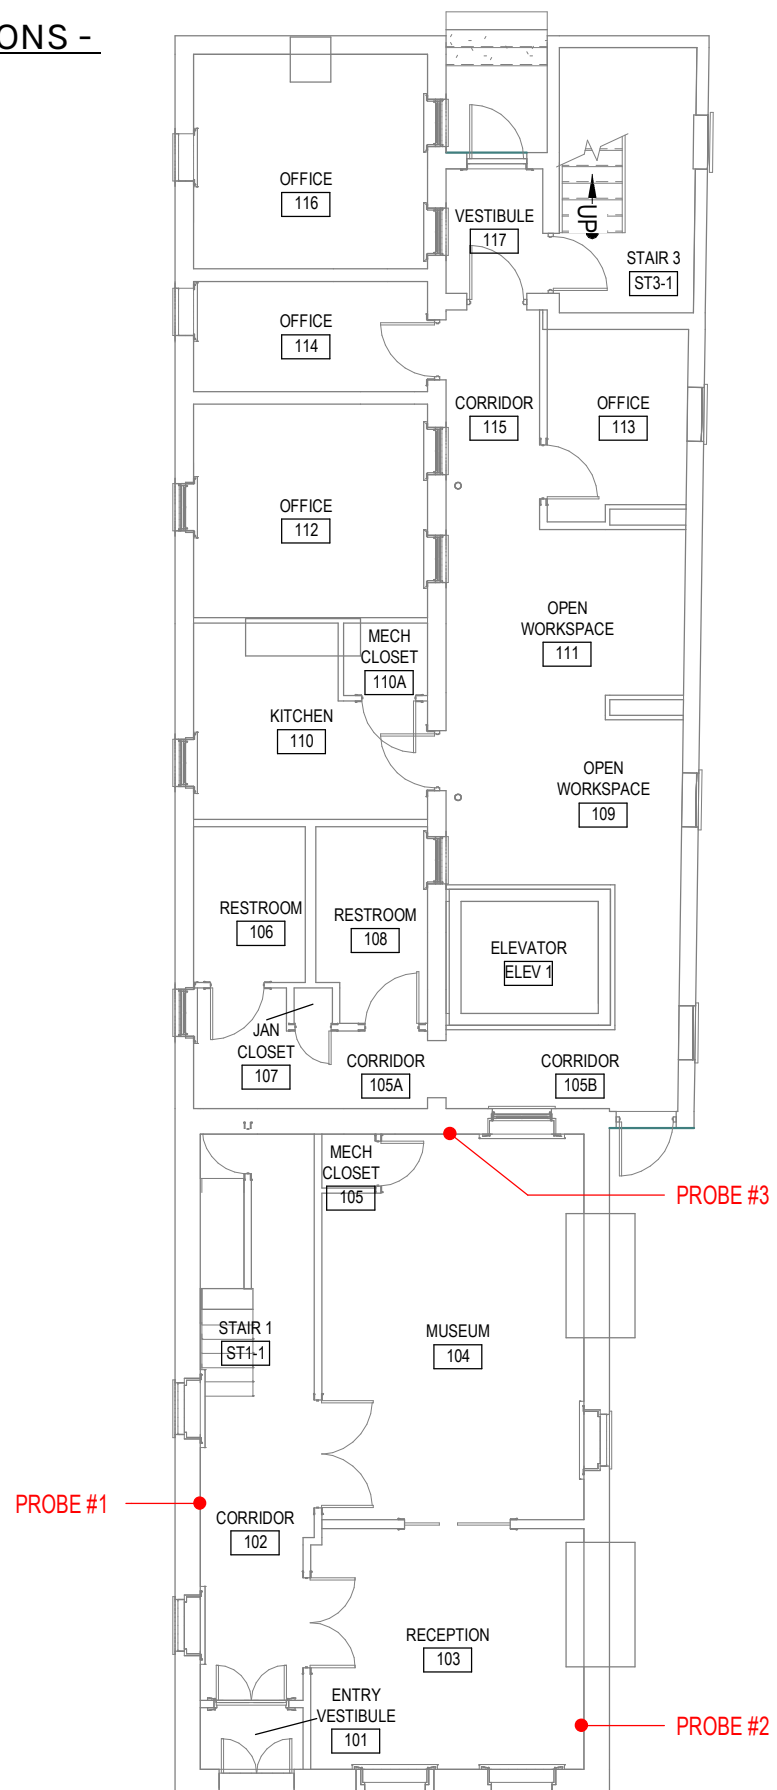 ONS -
OFFICE
116
VESTIBULE
117
UP
STAIR 3
ST3-1
OFFICE
114
CORRIDOR
115
OFFICE
113
OFFICE
112
OPEN
WORKSPACE
111
MECH
CLOSET
110A
KITCHEN
110
OPEN
WORKSPACE
109
RESTROOM
106
RESTROOM
108
ELEVATOR
ELEV 1
JAN
CLOSET
107
CORRIDOR
105A
CORRIDOR
105B
MECH
CLOSET
105
PROBE #3
STAIR 1
ST1-1
MUSEUM
104
PROBE #1
CORRIDOR
102
RECEPTION
103
ENTRY
VESTIBULE
101
PROBE #2